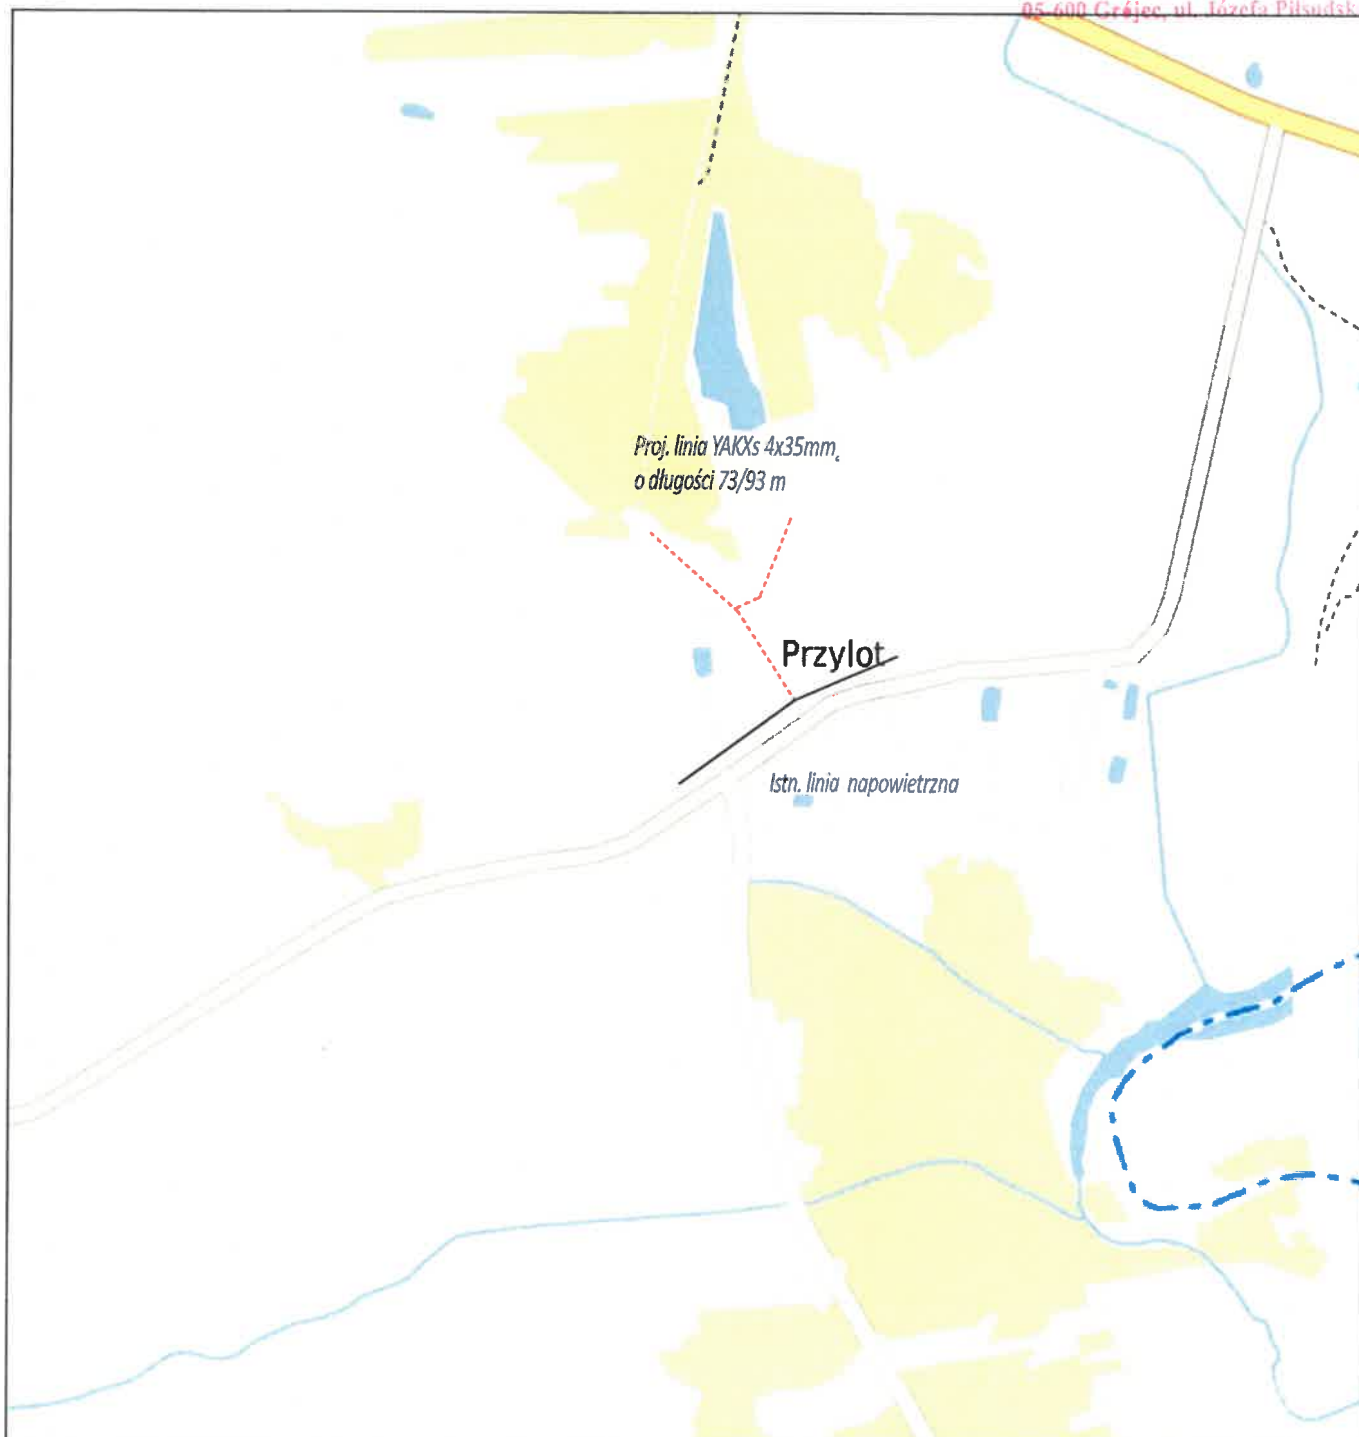 05-600 Grójec, ul. Józefa Piłsudsk
Proj. linia YAKXs 4x35mm,
o długości 73/93 m
Przylot
Istn. linia napowietrzna